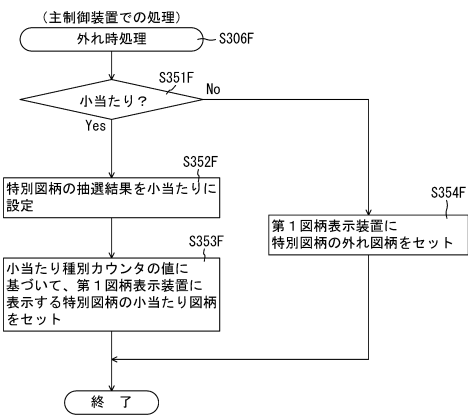 (主制御装置での処理)
外れ時処理
S306F
S351F
小当たり?
No
Yes
S352F
特別図柄の抽選結果を小当たりに
設定
S354F
第1図柄表示装置に
特別図柄の外れ図柄をセット
S353F
小当たり種別カウンタの値に
基づいて、第1図柄表示装置に
表示する特別図柄の小当たり図柄
をセット
終 了